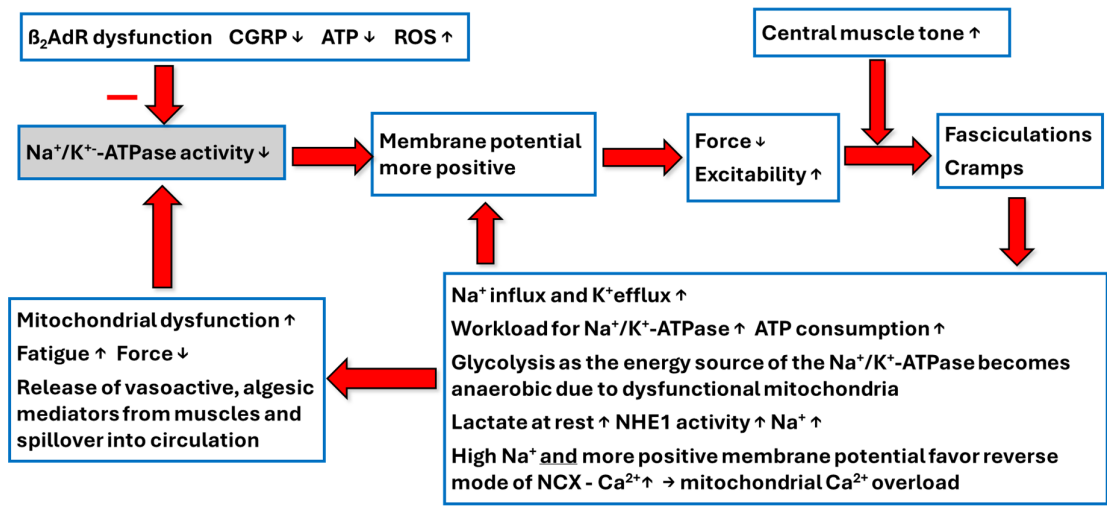 ß₂AdR dysfunction CGRP ↓ ATP ↓ ROS ↑
Central muscle tone ↑
Na⁺/K⁺⁻-ATPase activity ↓
Membrane potential
more positive
Force ↓
Excitability ↑
Fasciculations
Cramps
Mitochondrial dysfunction ↑
Fatigue ↑ Force ↓
Release of vasoactive, algesic
mediators from muscles and
spillover into circulation
Na⁺ influx and K⁺efflux ↑
Workload for Na⁺/K⁺-ATPase ↑ ATP consumption ↑
Glycolysis as the energy source of the Na⁺/K⁺-ATPase becomes
anaerobic due to dysfunctional mitochondria
Lactate at rest ↑ NHE1 activity ↑ Na⁺ ↑
High Na⁺ and more positive membrane potential favor reverse
mode of NCX - Ca²⁺↑ → mitochondrial Ca²⁺ overload